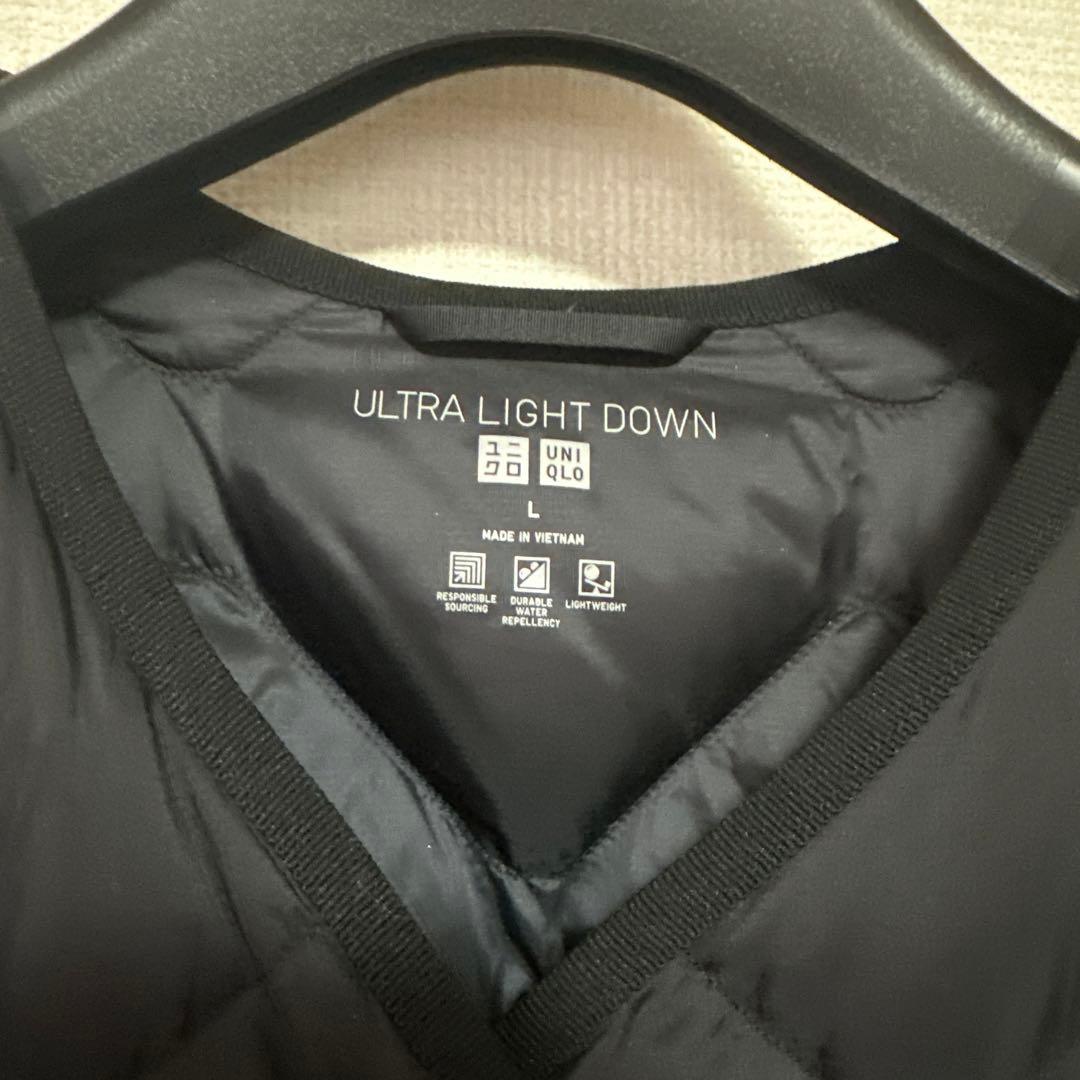 ULTRA LIGHT DOWN
ユニ UNI
クロ QLO
L
MADE IN VIETNAM
RESPONSIBLE
SOURCING
DURABLE
WATER
REPELLENCY
LIGHTWEIGHT